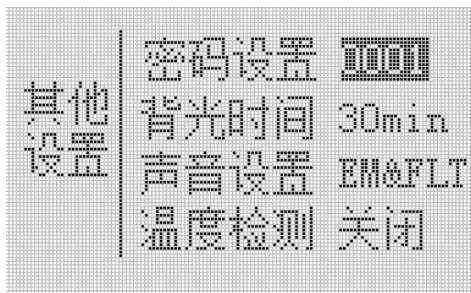 其他
设置
密码设置 0001
背光时间 30min
声音设置 EM&FLT
温度检测 关闭